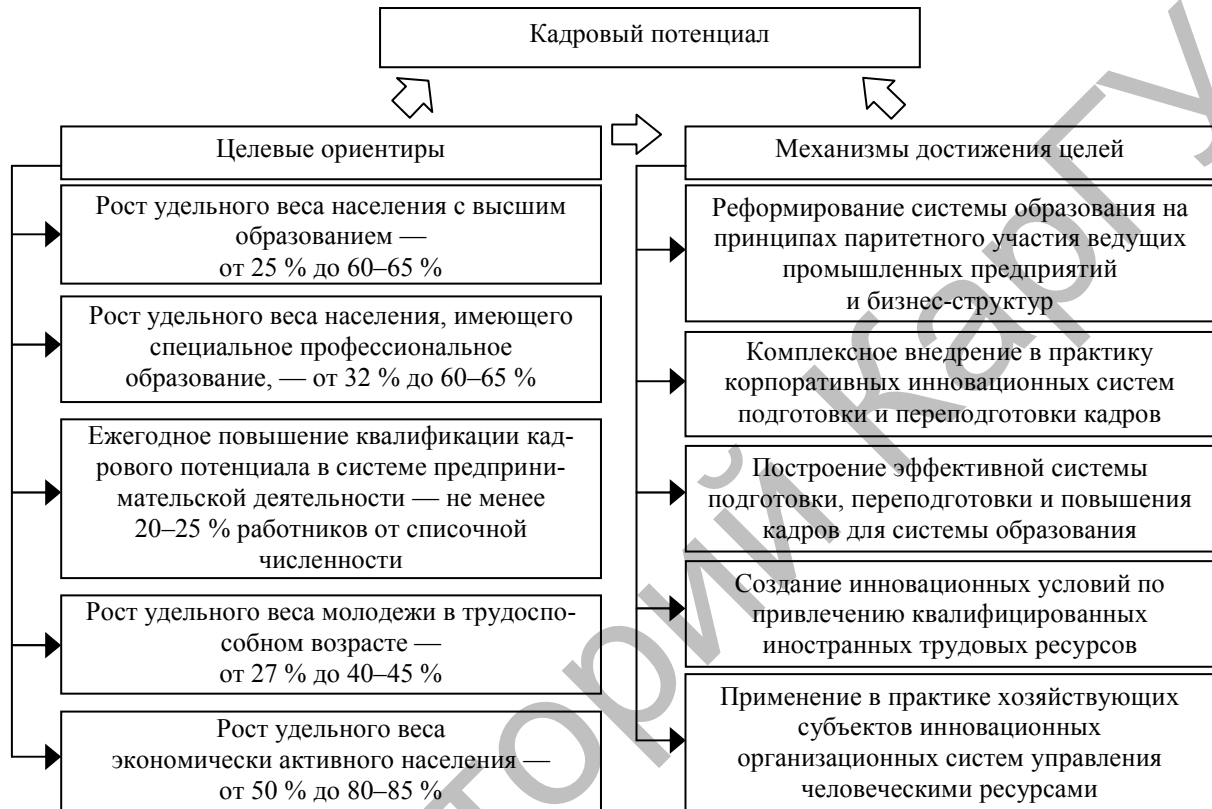 Кадровый потенциал
Целевые ориентиры
Рост удельного веса населения с высшим
образованием —
от 25 % до 60–65 %
Рост удельного веса населения, имеющего
специальное профессиональное
образование, — от 32 % до 60–65 %
Ежегодное повышение квалификации кад-
рового потенциала в системе предприни-
мательской деятельности — не менее
20–25 % работников от списочной
численности
Рост удельного веса молодежи в трудоспо-
собном возрасте —
от 27 % до 40–45 %
Рост удельного веса
экономически активного населения —
от 50 % до 80–85 %
Механизмы достижения целей
Реформирование системы образования на
принципах паритетного участия ведущих
промышленных предприятий
и бизнес-структур
Комплексное внедрение в практику
корпоративных инновационных систем
подготовки и переподготовки кадров
Построение эффективной системы
подготовки, переподготовки и повышения
кадров для системы образования
Создание инновационных условий по
привлечению квалифицированных
иностранных трудовых ресурсов
Применение в практике хозяйствующих
субъектов инновационных
организационных систем управления
человеческими ресурсами
торий КарГУ